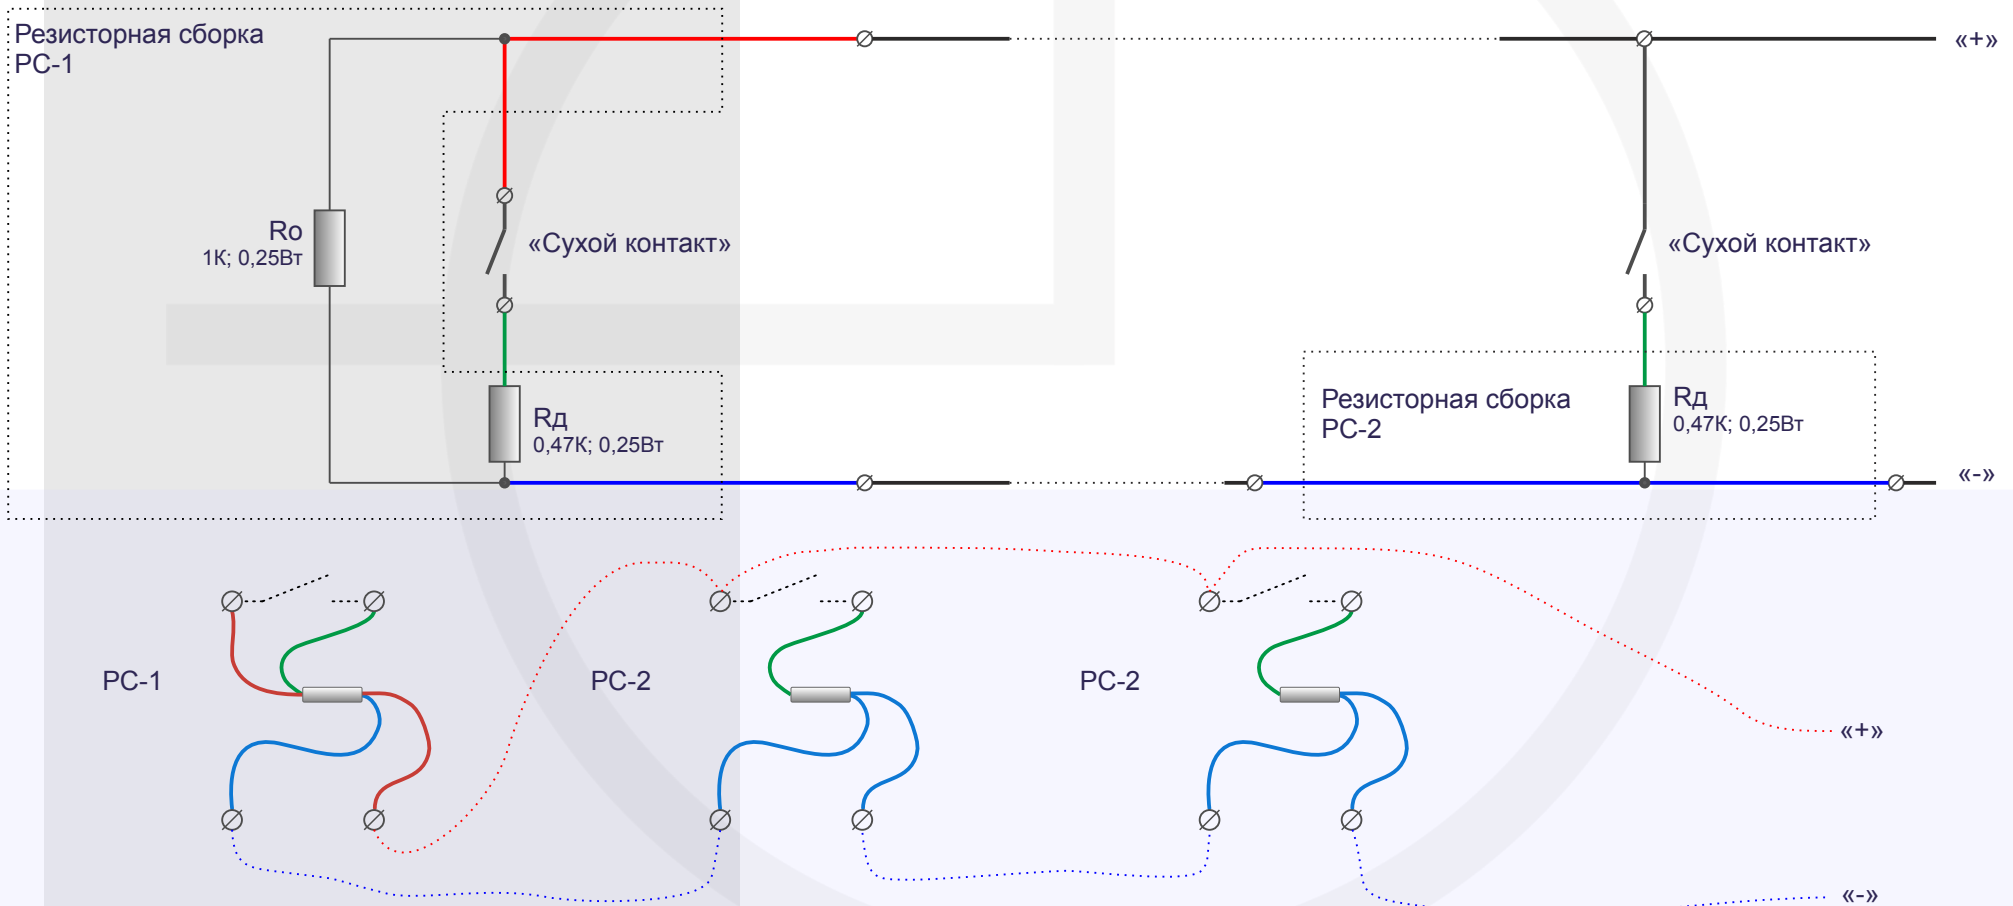 Резисторная сборка
РС-1
«+»
Rо
1К; 0,25Вт
«Сухой контакт»
«Сухой контакт»
Rд
0,47К; 0,25Вт
Резисторная сборка
РС-2
Rд
0,47К; 0,25Вт
«-»
РС-1
РС-2
РС-2
«+»
«-»